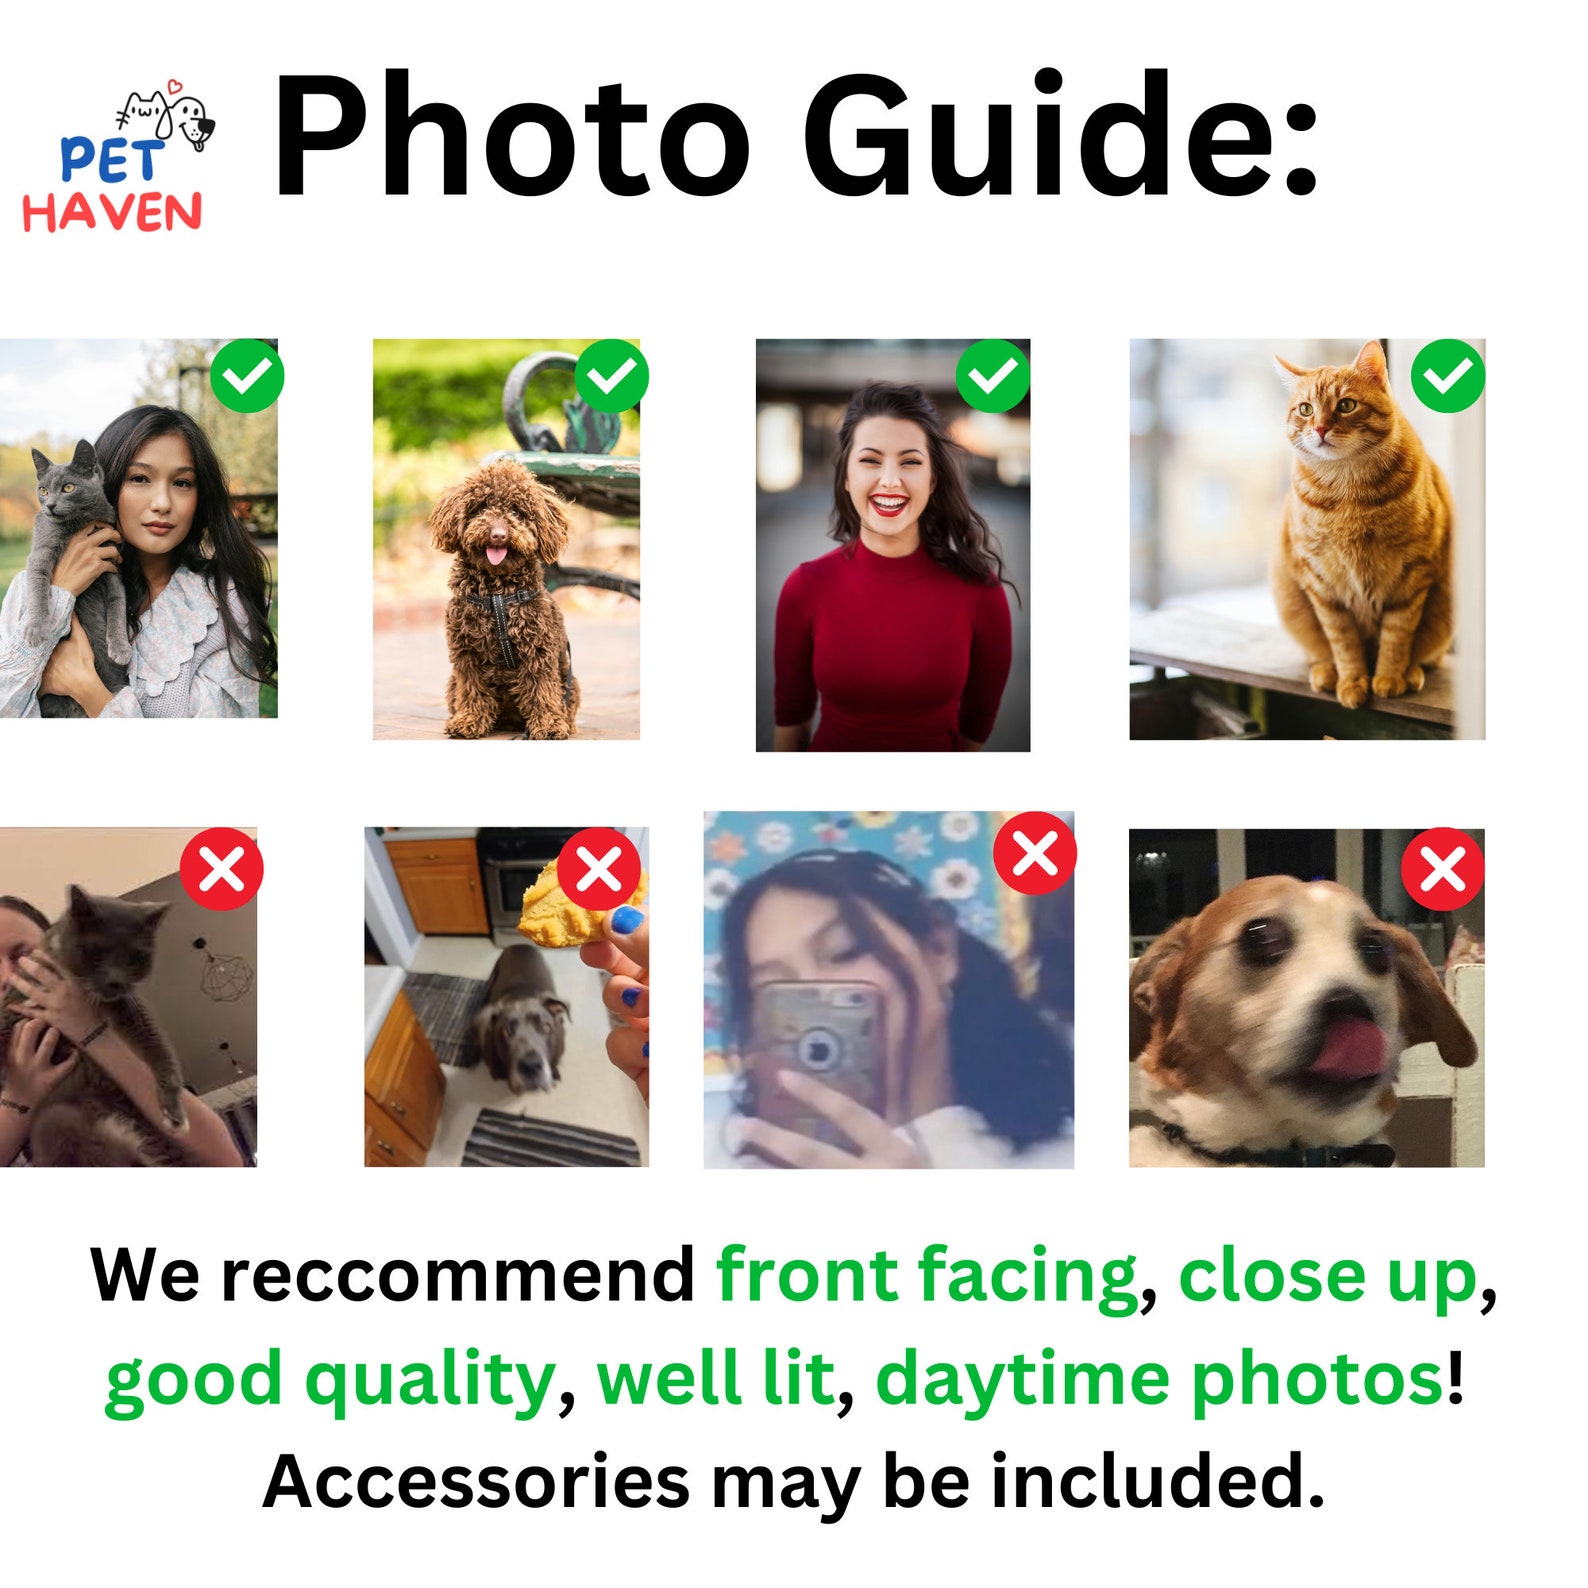 PET
HAVEN
Photo Guide:
We reccommend front facing, close up,
good quality, well lit, daytime photos!
Accessories may be included.